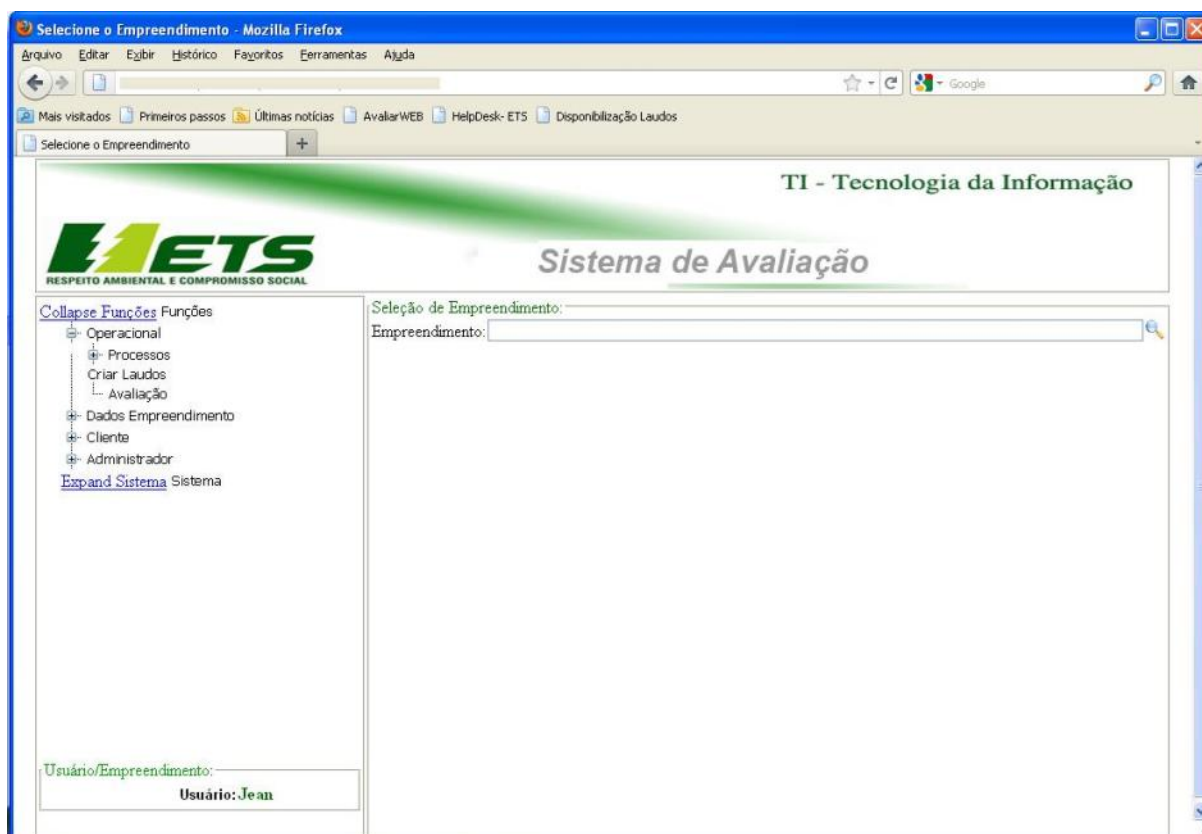 Selecione o Empreendimento - Mozilla Firefox
Arquivo Editar Exibir Histórico Favoritos Ferramentas Ajuda
Google
Mais visitados Primeiros passos Últimas notícias AvaliarWEB HelpDesk- ETS Disponibilização Laudos
Selecione o Empreendimento
TI - Tecnologia da Informação
ETS
RESPEITO AMBIENTAL E COMPROMISSO SOCIAL
Sistema de Avaliação
Collapse Funções Funções
Operacional
Processos
Criar Laudos
Avaliação
Dados Empreendimento
Cliente
Administrador
Expand Sistema Sistema
Seleção de Empreendimento:
Empreendimento:
Usuário/Empreendimento:
Usuário: Jean